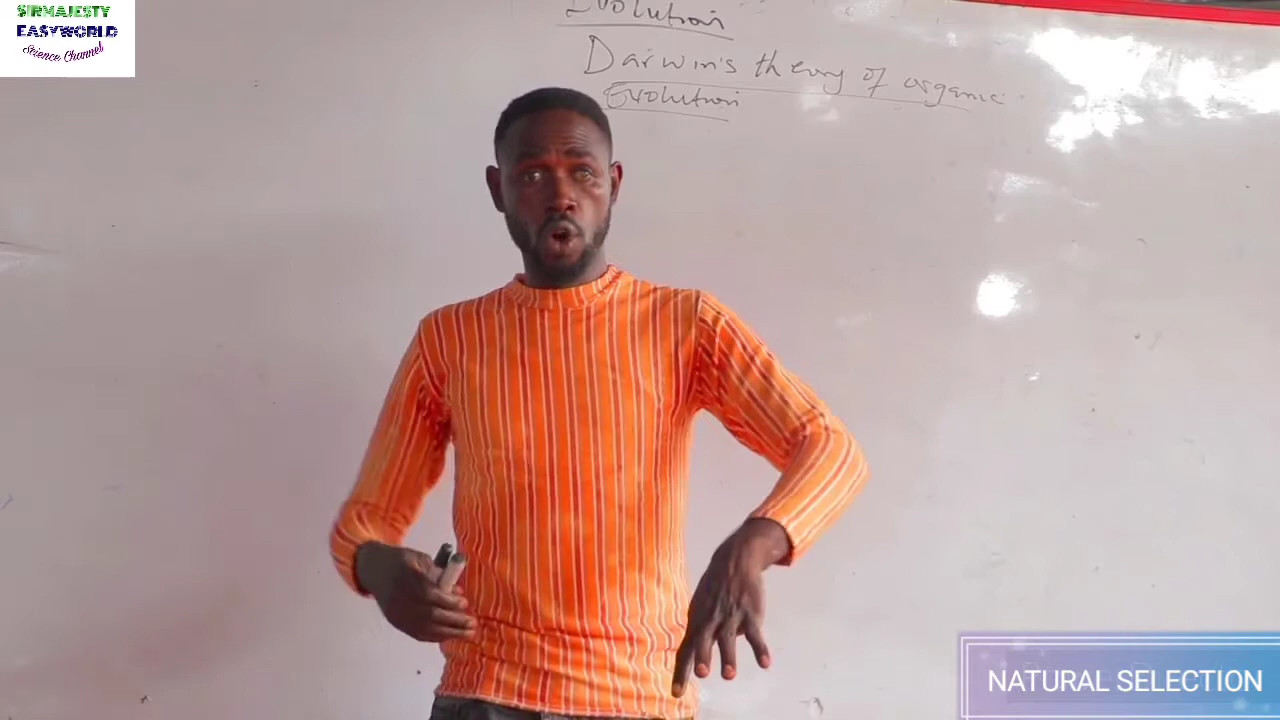 SIRMAJESTY
EASYWORLD
Science Channel
Evolution
Darwin's theory of organic
Evolution
NATURAL SELECTION